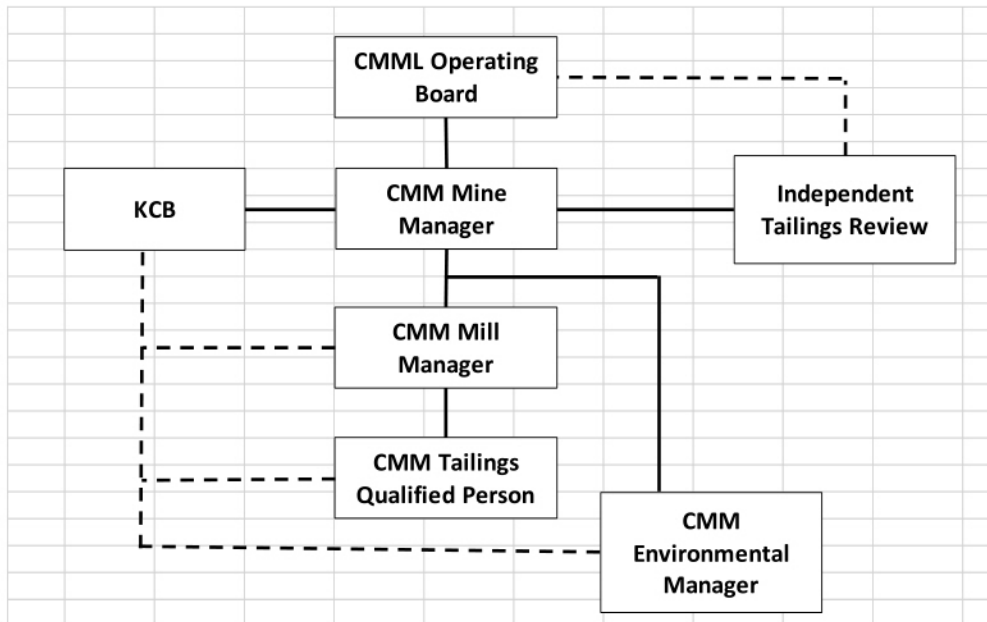 CMML Operating
Board
KCB
CMM Mine
Manager
Independent
Tailings Review
CMM Mill
Manager
CMM Tailings
Qualified Person
CMM
Environmental
Manager